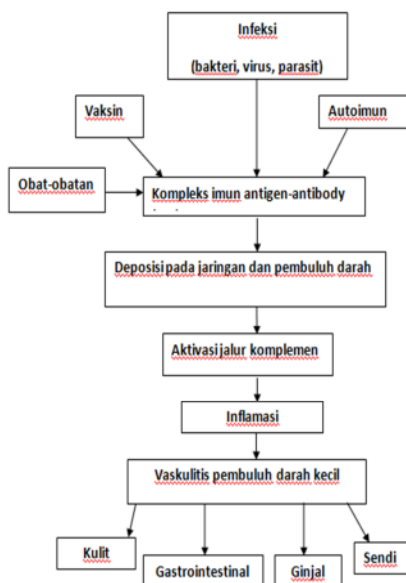 Infeksi
(bakteri, virus, parasit)
Vaksin
Autoimun
Obat-obatan
Kompleks imun antigen-antibody
Deposisi pada jaringan dan pembuluh darah
Aktivasi jalur komplemen
Inflamasi
Vaskulitis pembuluh darah kecil
Kulit
Gastrointestinal
Ginjal
Sendi